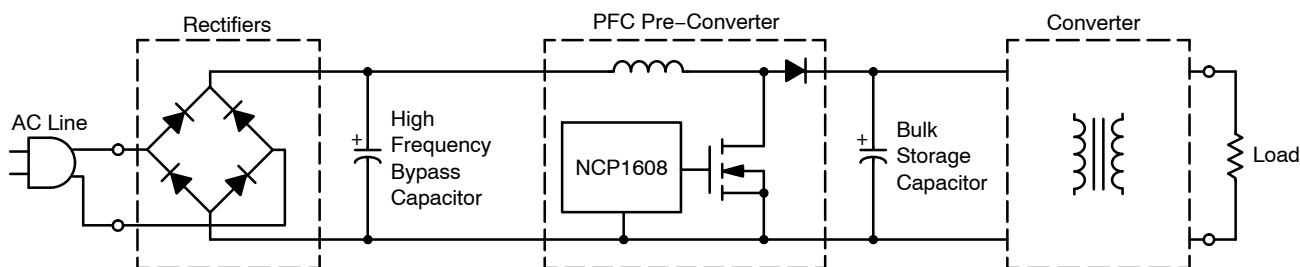 Rectifiers
PFC Pre−Converter
Converter
AC Line
+
High
Frequency
Bypass
Capacitor
NCP1608
+
Bulk
Storage
Capacitor
Load